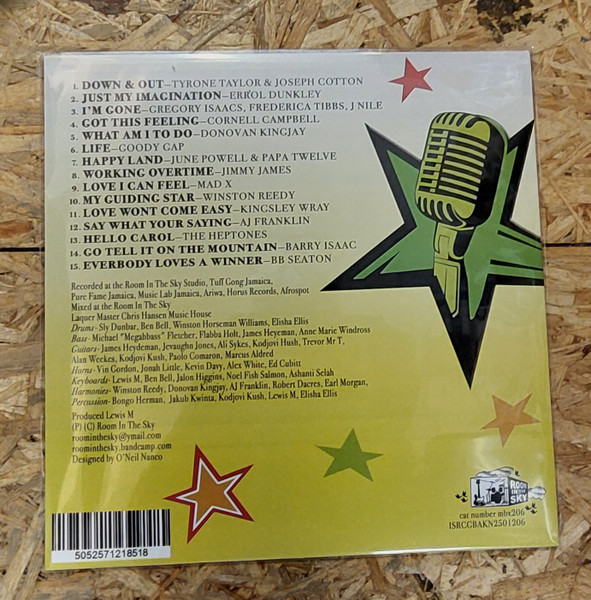 1. DOWN & OUT–TYRONE TAYLOR & JOSEPH COTTON
2. JUST MY IMAGINATION–ERROL DUNKLEY
3. I'M GONE–GREGORY ISAACS, FREDERICA TIBBS, J NILE
4. GOT THIS FEELING–CORNELL CAMPBELL
5. WHAT AM I TO DO–DONOVAN KINGJAY
6. LIFE–GOODY GAP
7. HAPPY LAND–JUNE POWELL & PAPA TWELVE
8. WORKING OVERTIME–JIMMY JAMES
9. LOVE I CAN FEEL–MAD X
10. MY GUIDING STAR–WINSTON REEDY
11. LOVE WONT COME EASY–KINGSLEY WRAY
12. SAY WHAT YOUR SAYING–AJ FRANKLIN
13. HELLO CAROL–THE HEPTONES
14. GO TELL IT ON THE MOUNTAIN–BARRY ISAAC
15. EVERBODY LOVES A WINNER–BB SEATON
Recorded at the Room In The Sky Studio, Tuff Gong Jamaica,
Pure Fame Jamaica, Music Lab Jamaica, Ariwa, Horus Records, Afrospot
Mixed at the Room In The Sky
Laquer Master Chris Hansen Music House
Drums- Sly Dunbar, Ben Bell, Winston Horseman Williams, Elisha Ellis
Bass- Michael "Megahbass" Fletcher, Flabba Holt, James Heyeman, Anne Marie Windross
Guitars- James Heydeman, Jevaughn Jones, Ali Sykes, Kodjovi Hush, Trevor Mr T,
Alan Weekes, Kodjovi Kush, Paolo Comaron, Marcus Aldred
Horns- Vin Gordon, Jonah Little, Kevin Davy, Alex White, Ed Cubitt
Keyboards- Lewis M, Ben Bell, Jalon Higgins, Noel Fish Salmon, Ashanti Selah
Harmonies- Winston Reedy, Donovan Kingjay, AJ Franklin, Robert Dacres, Earl Morgan,
Percussion- Bongo Herman, Jakub Kwinta, Kodjovi Kush, Lewis M, Elisha Ellis
Produced Lewis M
(P) (C) Room In The Sky
roominthesky@ymail.com
roominthesky.bandcamp.com
Designed by O'Neil Nanco
ROOM
IN THE
SKY
cat number mbx206
ISRCGBAKN2501206
5052571218518